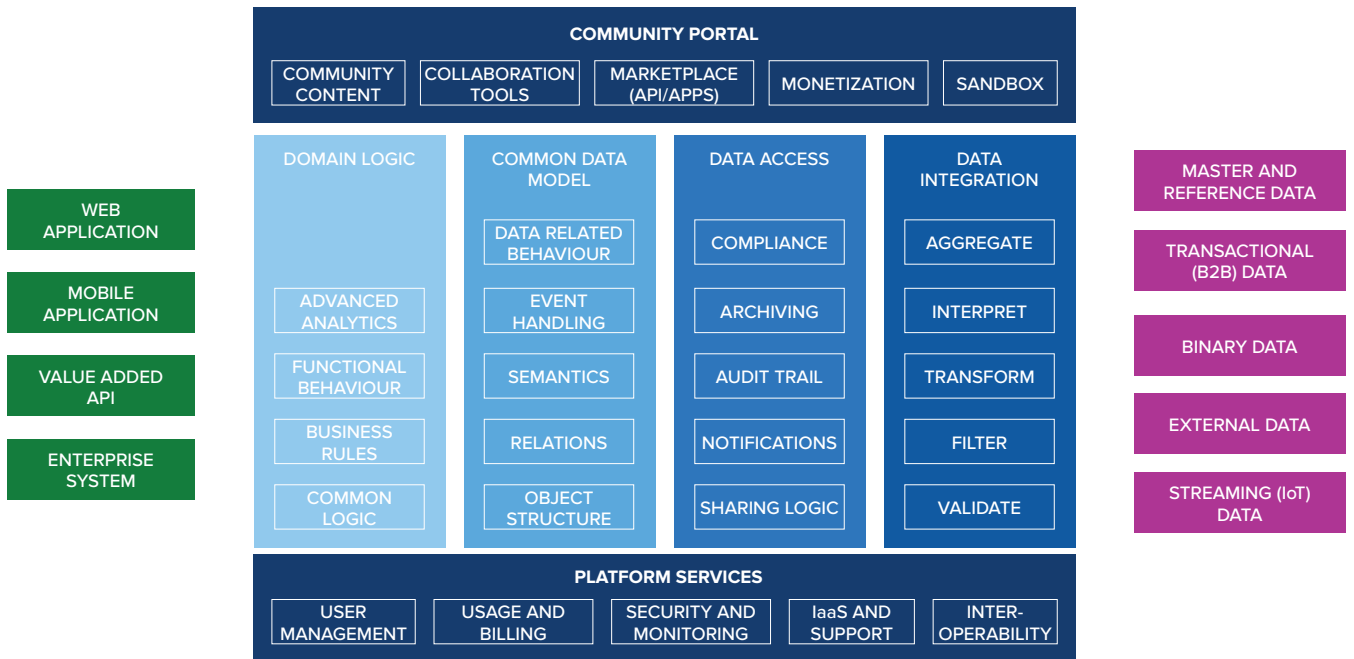 COMMUNITY PORTAL
COMMUNITY
CONTENT
COLLABORATION
TOOLS
MARKETPLACE
(API/APPS)
MONETIZATION
SANDBOX
WEB
APPLICATION
MOBILE
APPLICATION
VALUE ADDED
API
ENTERPRISE
SYSTEM
DOMAIN LOGIC
ADVANCED
ANALYTICS
FUNCTIONAL
BEHAVIOUR
BUSINESS
RULES
COMMON
LOGIC
COMMON DATA
MODEL
DATA RELATED
BEHAVIOUR
EVENT
HANDLING
SEMANTICS
RELATIONS
OBJECT
STRUCTURE
DATA ACCESS
COMPLIANCE
ARCHIVING
AUDIT TRAIL
NOTIFICATIONS
SHARING LOGIC
DATA
INTEGRATION
AGGREGATE
INTERPRET
TRANSFORM
FILTER
VALIDATE
MASTER AND
REFERENCE DATA
TRANSACTIONAL
(B2B) DATA
BINARY DATA
EXTERNAL DATA
STREAMING (IoT)
DATA
PLATFORM SERVICES
USER
MANAGEMENT
USAGE AND
BILLING
SECURITY AND
MONITORING
IaaS AND
SUPPORT
INTER-
OPERABILITY